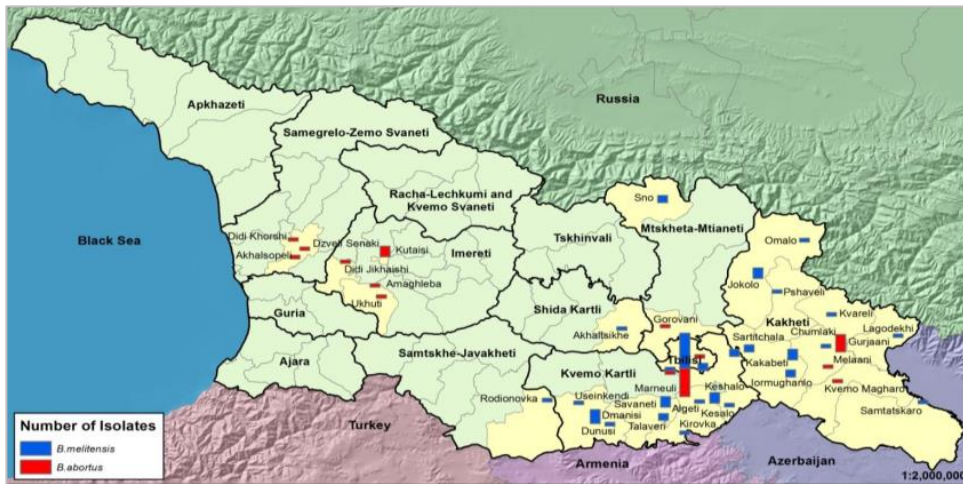 Apkhazeti
Russia
Samegrelo-Zemo Svaneti
Racha-Lechkumi and
Kvemo Svaneti
Sno
Mtskheta-Mtianeti
Black Sea
Didi Khorshi
Dzveli Senaki
Akhalsopeli
Kutaisi
Imereti
Tskhinvali
Omalo
Didi Jikhaishi
Amaghleba
Ukhuti
Jokolo
Pshaveli
Guria
Shida Kartli
Gorovani
Akhaltsikhe
Kakheti
Kvareli
Chumlaki
Lagodekhi
Sartitchala
Gurjaani
Ajara
Samtskhe-Javakheti
Tbilisi
Kakabeti
Melaani
Kvemo Kartli
Marneuli
Keshalo
Iormughanlo
Kvemo Magharo
Rodionovka
Useinkendi
Savaneti
Algeti
Kesalo
Samtatskaro
Dmanisi
Dunusi
Talaveri
Kirovka
Turkey
Armenia
Azerbaijan
Number of Isolates
B.melitensis
B.abortus
1:2,000,000